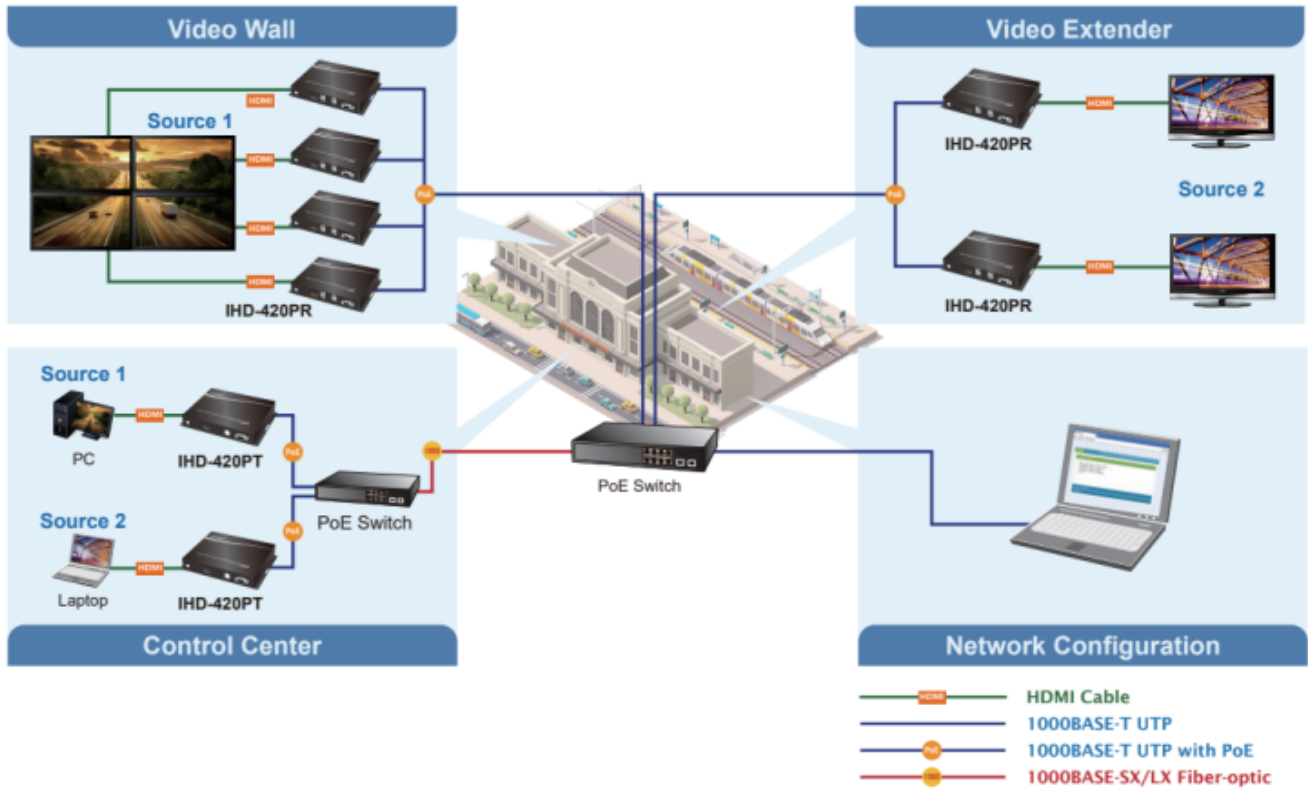 Video Wall
HDMI
Source 1
HDMI
HDMI
HDMI
IHD-420PR
PoE
Video Extender
IHD-420PR
HDMI
PoE
Source 2
IHD-420PR
HDMI
Source 1
PC
HDMI
IHD-420PT
PoE
PoE Switch
1000
Source 2
Laptop
HDMI
IHD-420PT
PoE
Control Center
PoE Switch
Network Configuration
HDMI HDMI Cable
1000BASE-T UTP
PoE 1000BASE-T UTP with PoE
1000 1000BASE-SX/LX Fiber-optic